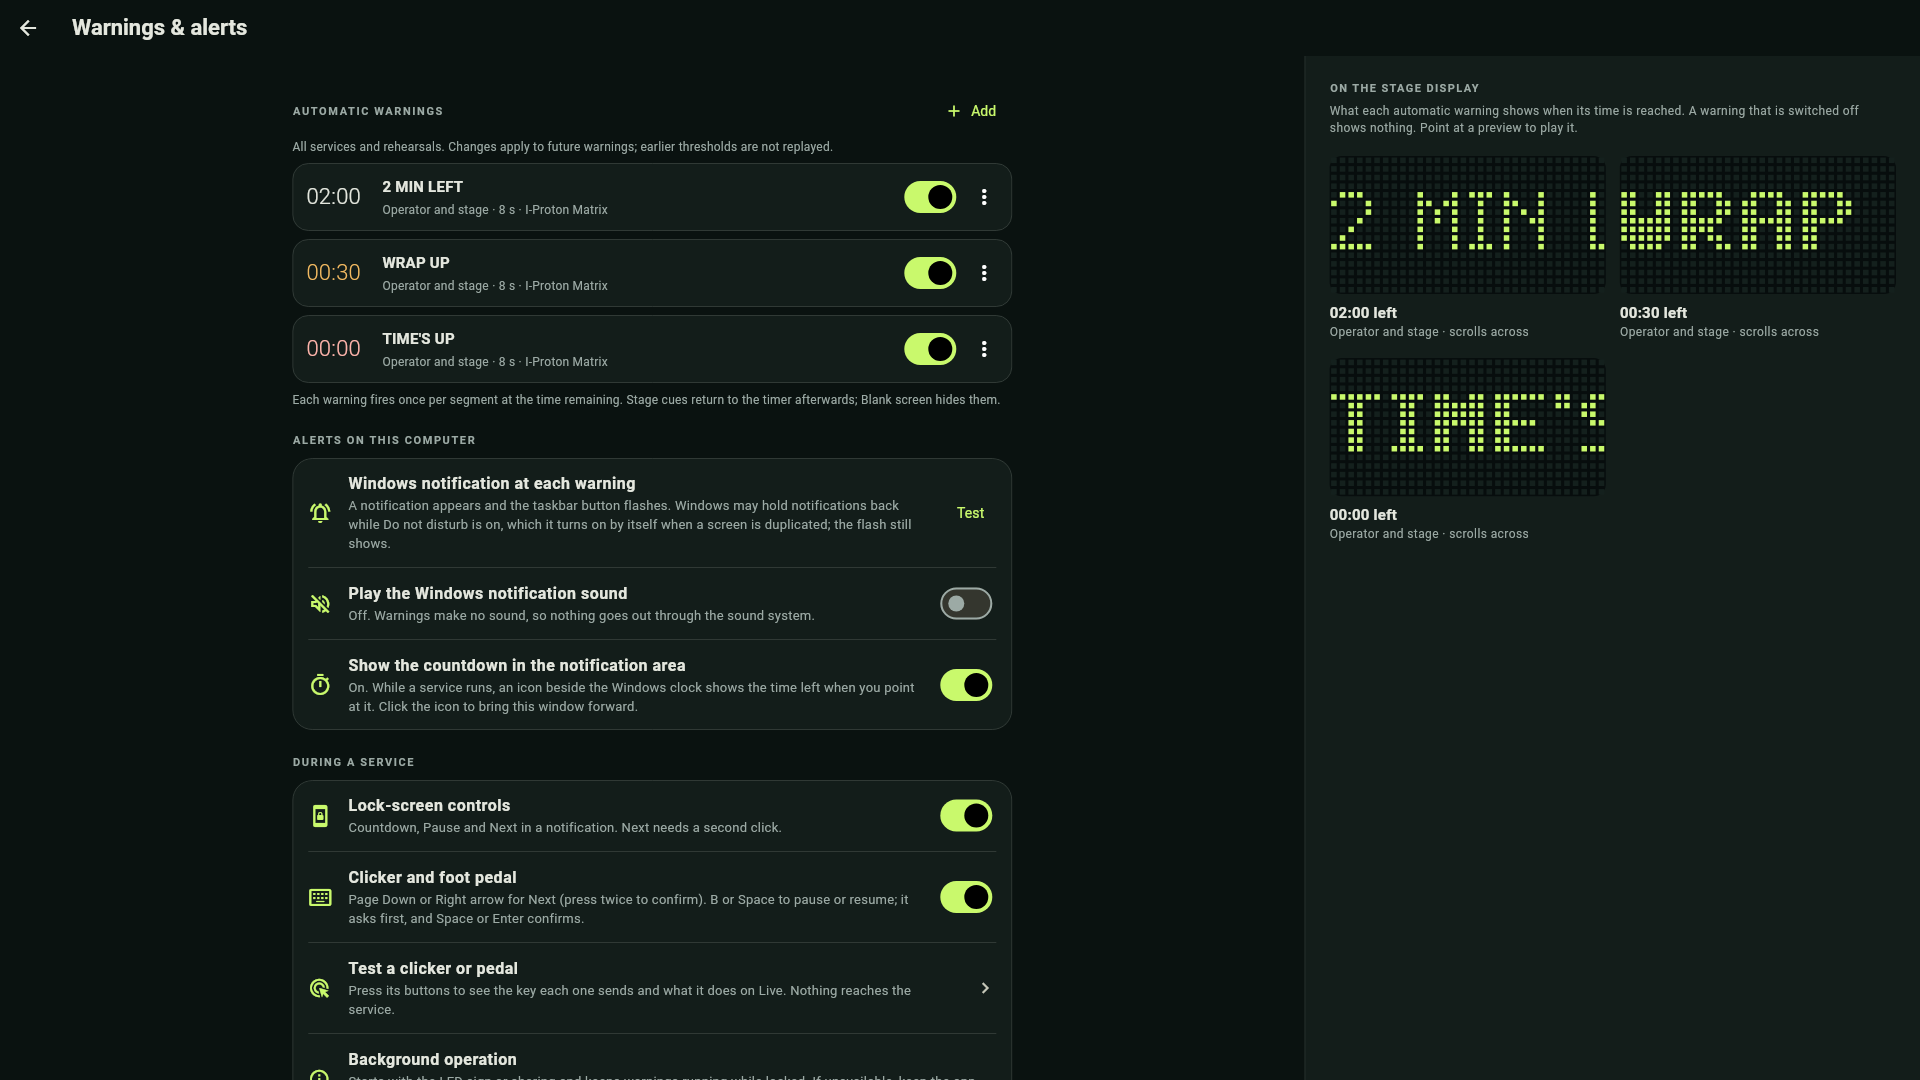 Warnings & alerts
AUTOMATIC WARNINGS
Add
All services and rehearsals. Changes apply to future warnings; earlier thresholds are not replayed.
02:00
2 MIN LEFT
Operator and stage · 8 s · I-Proton Matrix
00:30
WRAP UP
Operator and stage · 8 s · I-Proton Matrix
00:00
TIME'S UP
Operator and stage · 8 s · I-Proton Matrix
Each warning fires once per segment at the time remaining. Stage cues return to the timer afterwards; Blank screen hides them.
ALERTS ON THIS COMPUTER
Windows notification at each warning
A notification appears and the taskbar button flashes. Windows may hold notifications back
while Do not disturb is on, which it turns on by itself when a screen is duplicated; the flash still
shows.
Test
Play the Windows notification sound
Off. Warnings make no sound, so nothing goes out through the sound system.
Show the countdown in the notification area
On. While a service runs, an icon beside the Windows clock shows the time left when you point
at it. Click the icon to bring this window forward.
DURING A SERVICE
Lock-screen controls
Countdown, Pause and Next in a notification. Next needs a second click.
Clicker and foot pedal
Page Down or Right arrow for Next (press twice to confirm). B or Space to pause or resume; it
asks first, and Space or Enter confirms.
Test a clicker or pedal
Press its buttons to see the key each one sends and what it does on Live. Nothing reaches the
service.
Background operation
ON THE STAGE DISPLAY
What each automatic warning shows when its time is reached. A warning that is switched off
shows nothing. Point at a preview to play it.
2 MIN L
02:00 left
Operator and stage · scrolls across
WRAP
00:30 left
Operator and stage · scrolls across
TIME'S
00:00 left
Operator and stage · scrolls across